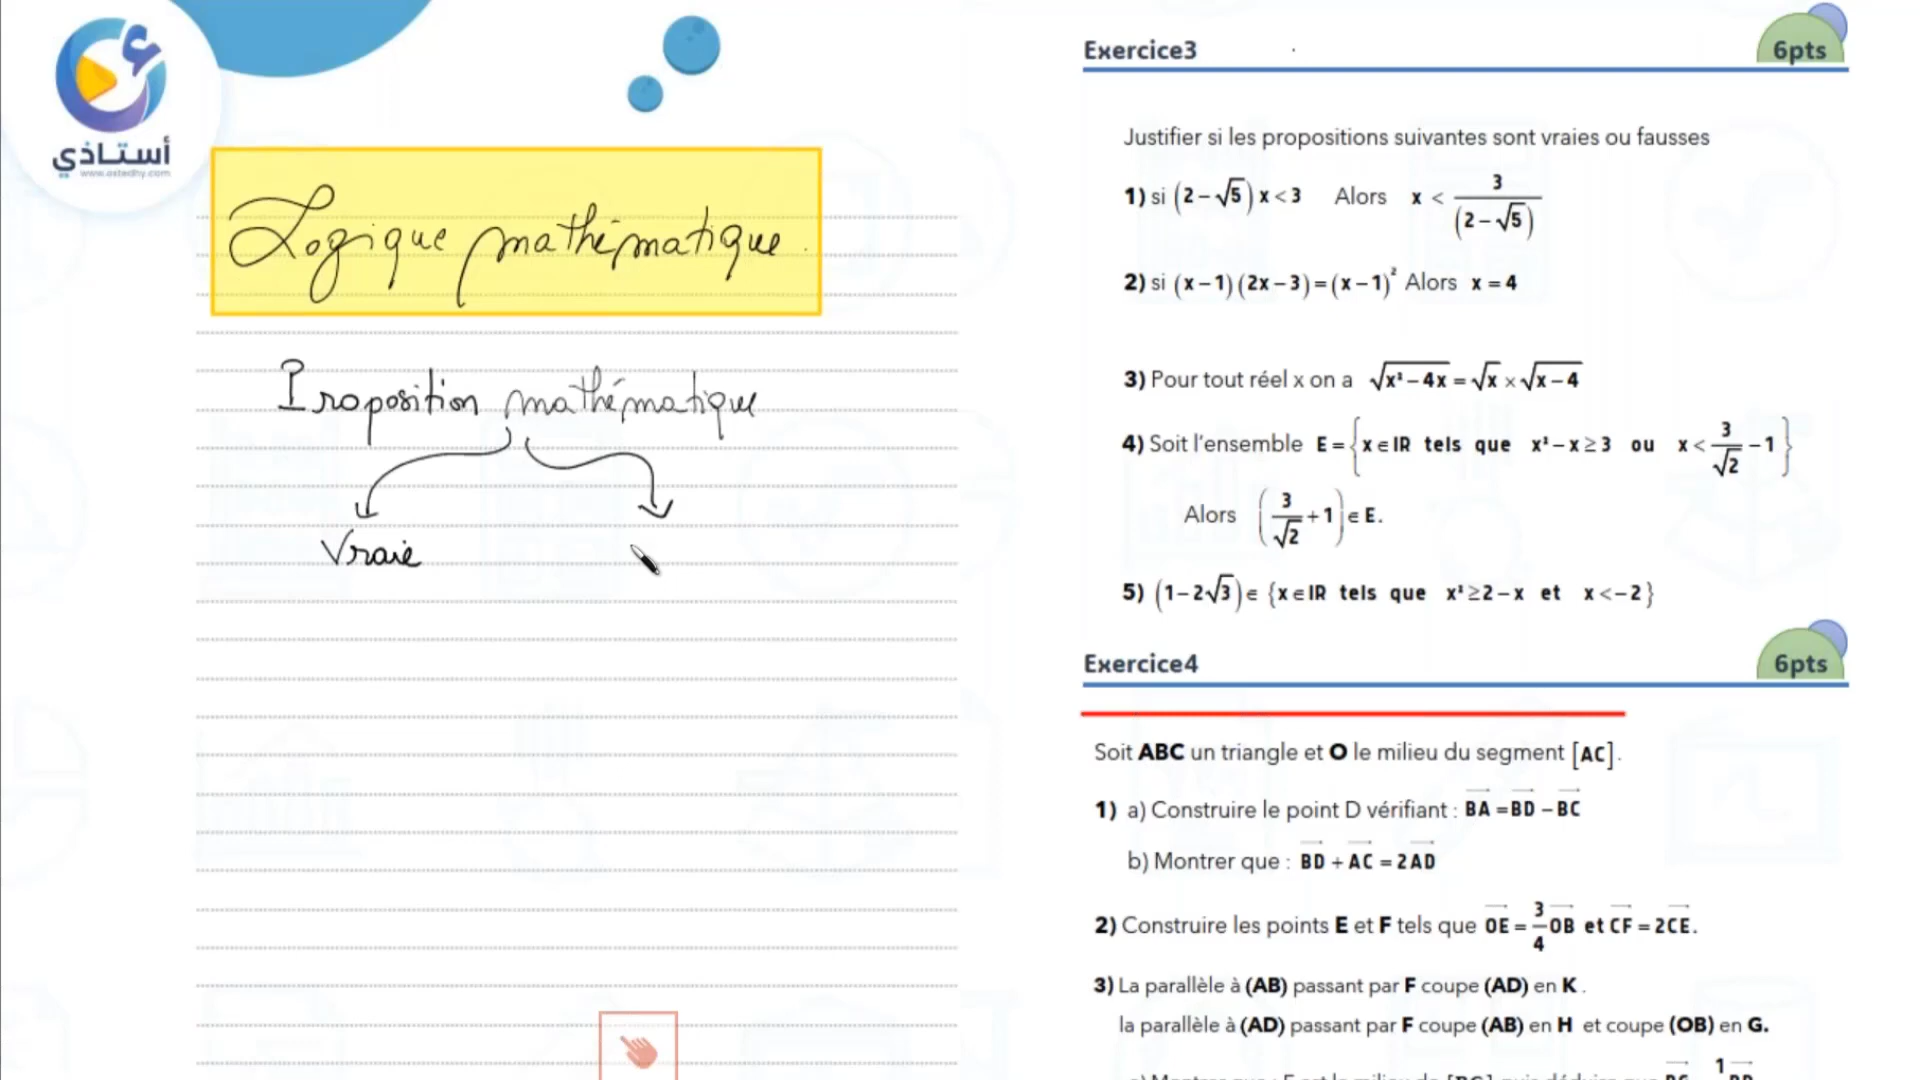 أستاذي
www.ostedhy.com
Logique mathématique.
Proposition mathématique
Vraie
Exercice3
6pts
Justifier si les propositions suivantes sont vraies ou fausses
1) si (2 − √5) x < 3 Alors x < 3/(2 − √5)
2) si (x − 1)(2x − 3) = (x − 1)² Alors x = 4
3) Pour tout réel x on a √(x² − 4x) = √x × √(x − 4)
4) Soit l'ensemble E = {x ∈ IR tels que x² − x ≥ 3 ou x < 3/√2 − 1}
Alors (3/√2 + 1) ∈ E.
5) (1 − 2√3) ∈ {x ∈ IR tels que x² ≥ 2 − x et x < −2}
Exercice4
6pts
Soit ABC un triangle et O le milieu du segment [AC].
1) a) Construire le point D vérifiant : BA = BD − BC
b) Montrer que : BD + AC = 2AD
2) Construire les points E et F tels que OE = 3/4 OB et CF = 2CE.
3) La parallèle à (AB) passant par F coupe (AD) en K .
la parallèle à (AD) passant par F coupe (AB) en H et coupe (OB) en G.